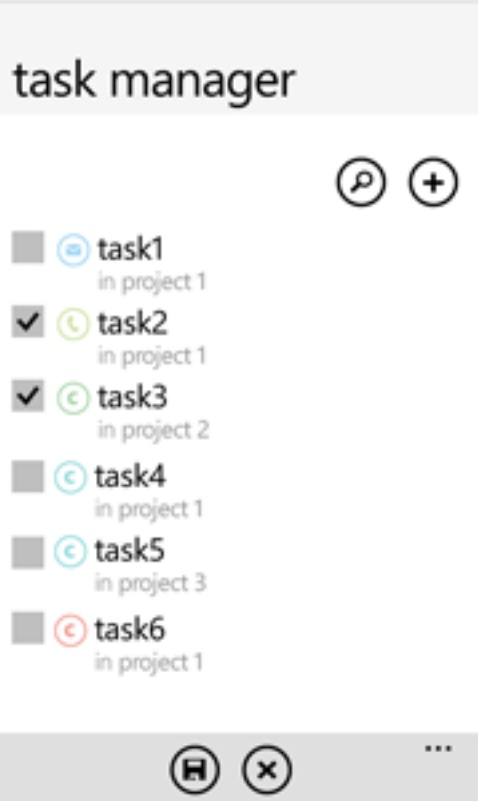 task manager
task1
in project 1
task2
in project 1
c task3
in project 2
c task4
in project 1
c task5
in project 3
c task6
in project 1